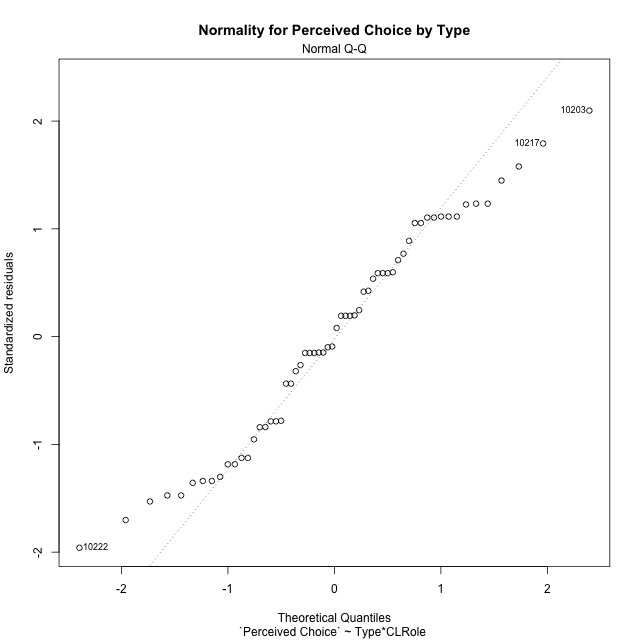 Normality for Perceived Choice by Type
Normal Q-Q
10203
10217
10222
Standardized residuals
2
1
0
-1
-2
-2 -1 0 1 2
Theoretical Quantiles
`Perceived Choice` ~ Type*CLRole